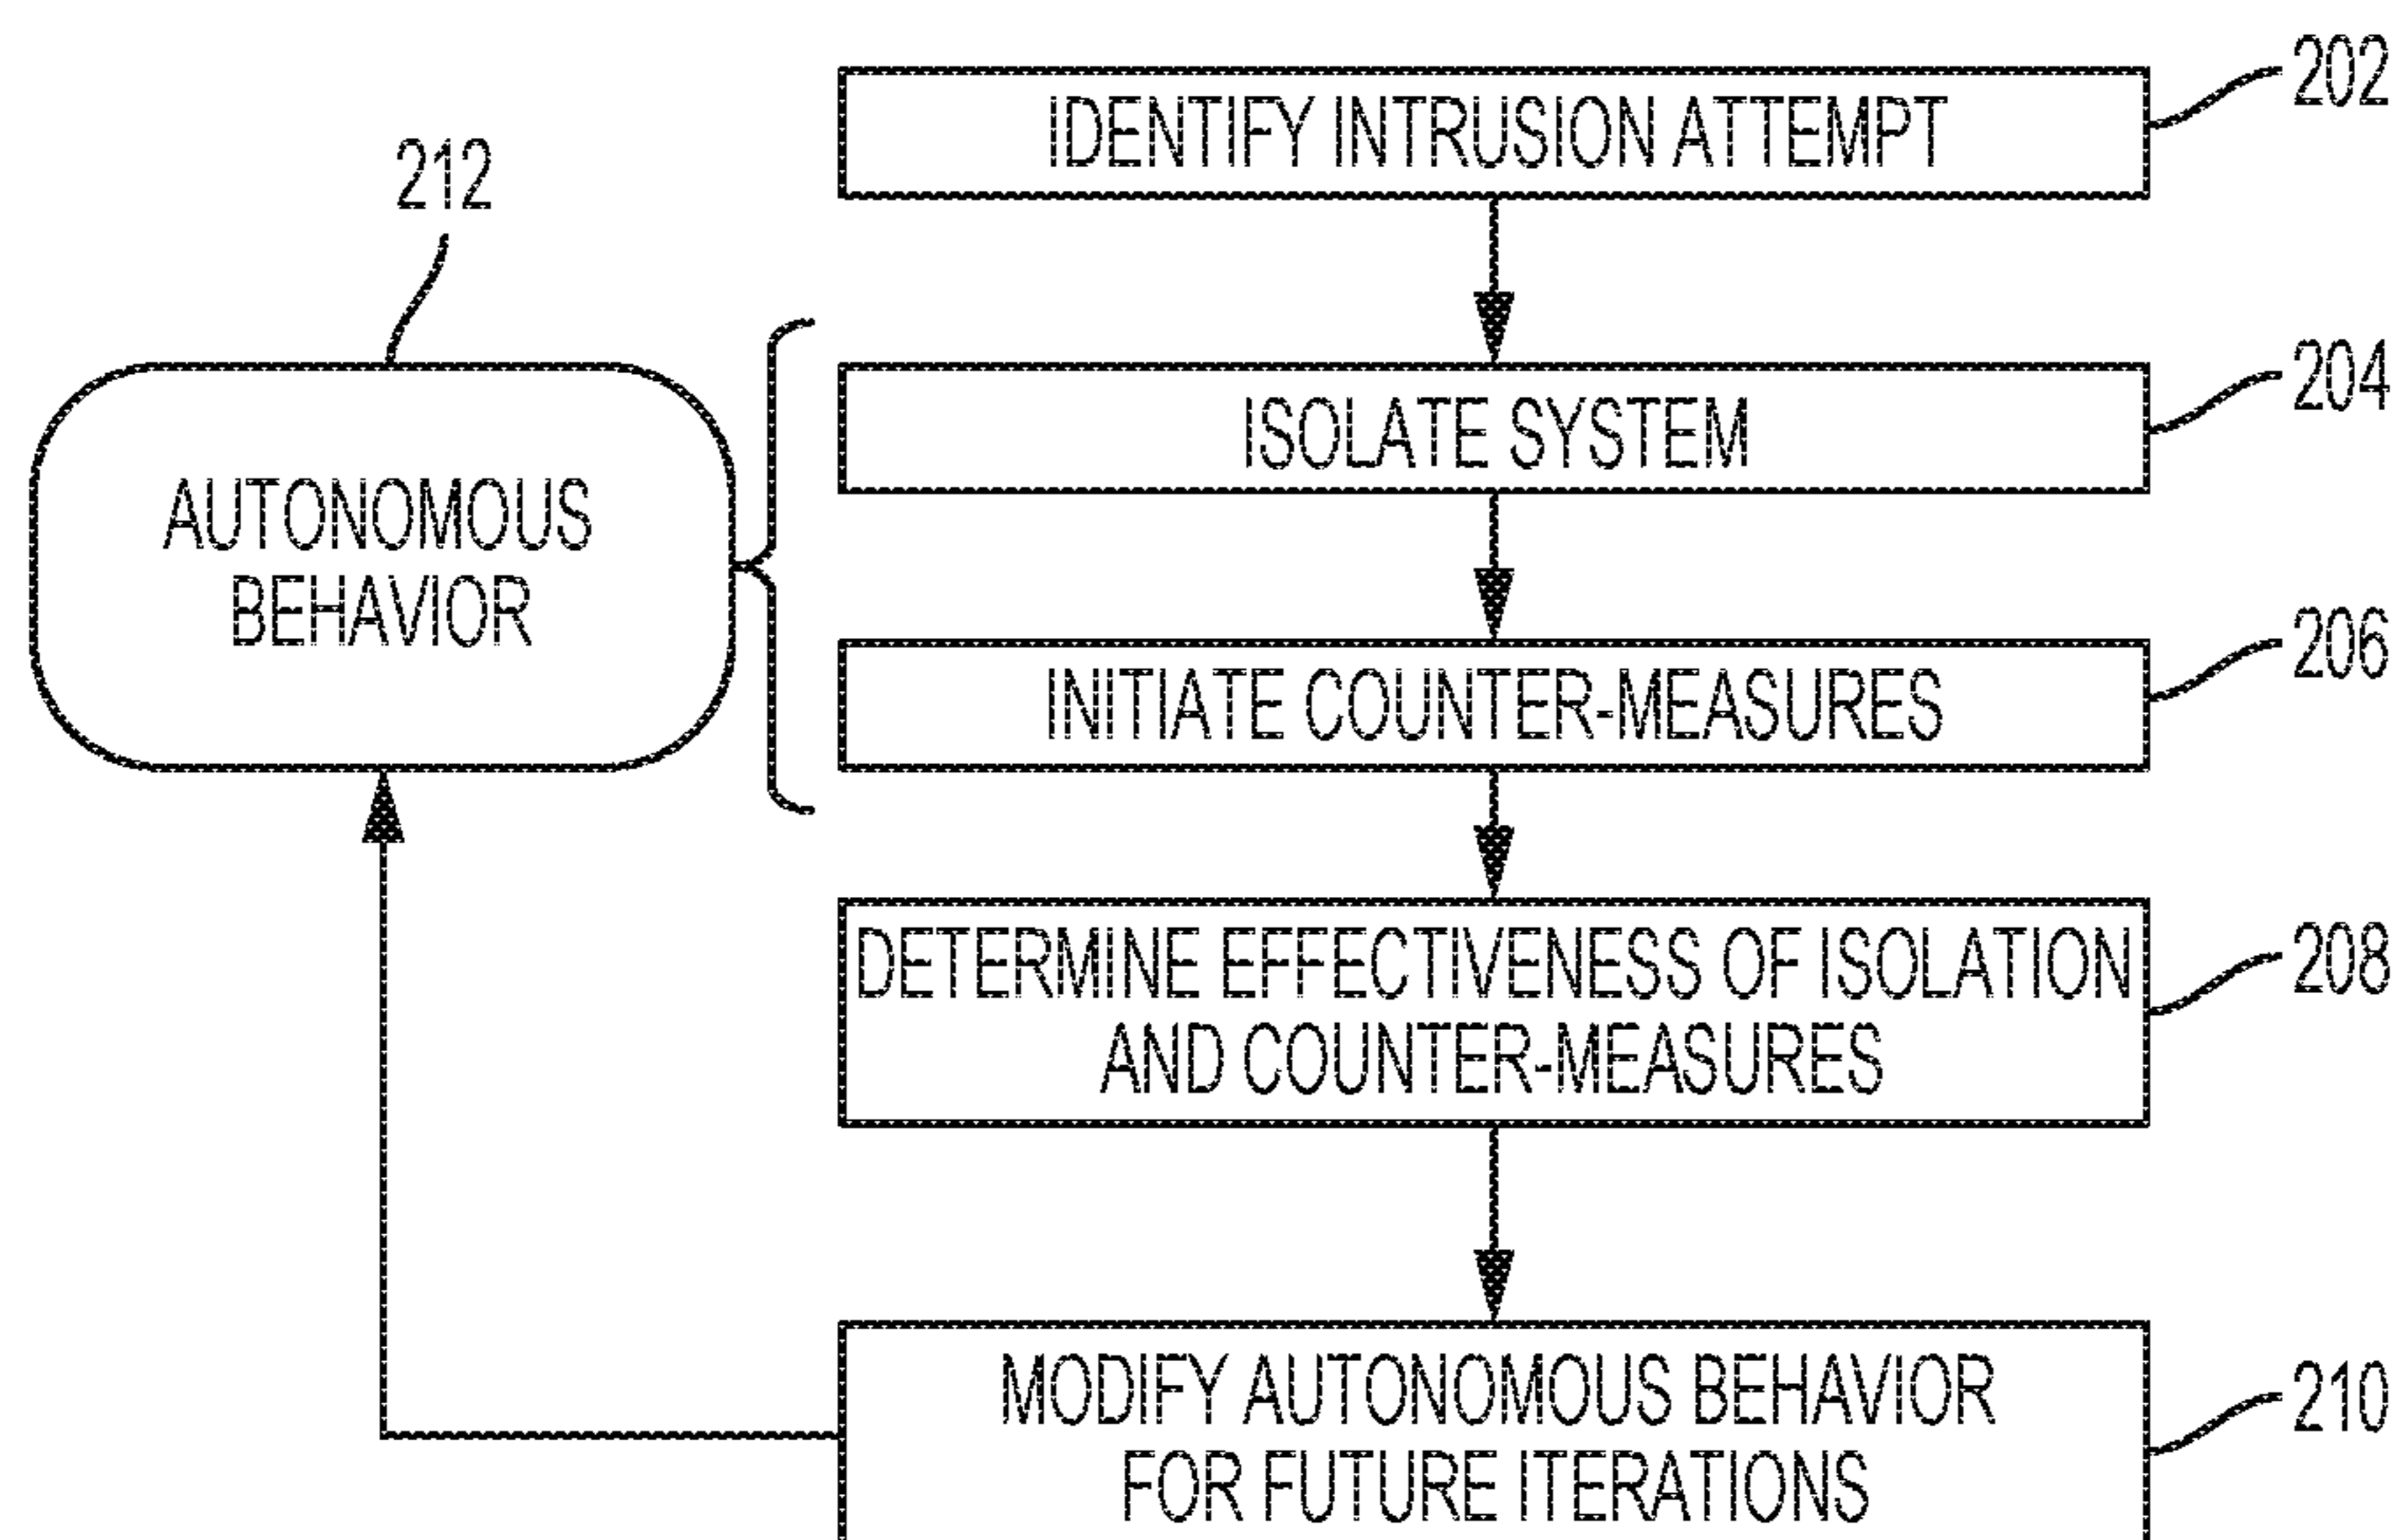 202
IDENTIFY INTRUSION ATTEMPT
212
204
ISOLATE SYSTEM
AUTONOMOUS
BEHAVIOR
206
INITIATE COUNTER-MEASURES
208
DETERMINE EFFECTIVENESS OF ISOLATION
AND COUNTER-MEASURES
210
MODIFY AUTONOMOUS BEHAVIOR
FOR FUTURE ITERATIONS